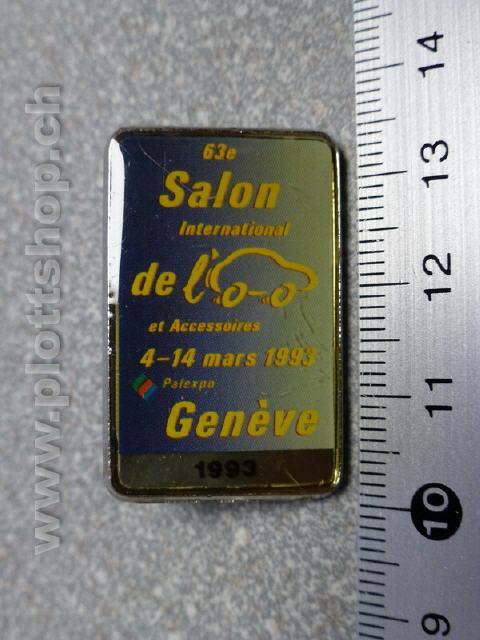 63e
Salon
International
de l'
et Accessoires
4-14 mars 1993
Palexpo
Genève
1993
www.plottshop.ch
14
13
12
11
10
9